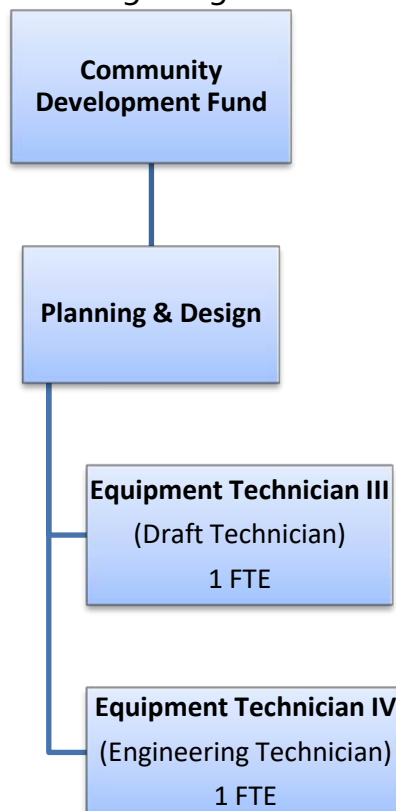 Community
Development Fund
Planning & Design
Equipment Technician III
(Draft Technician)
1 FTE
Equipment Technician IV
(Engineering Technician)
1 FTE